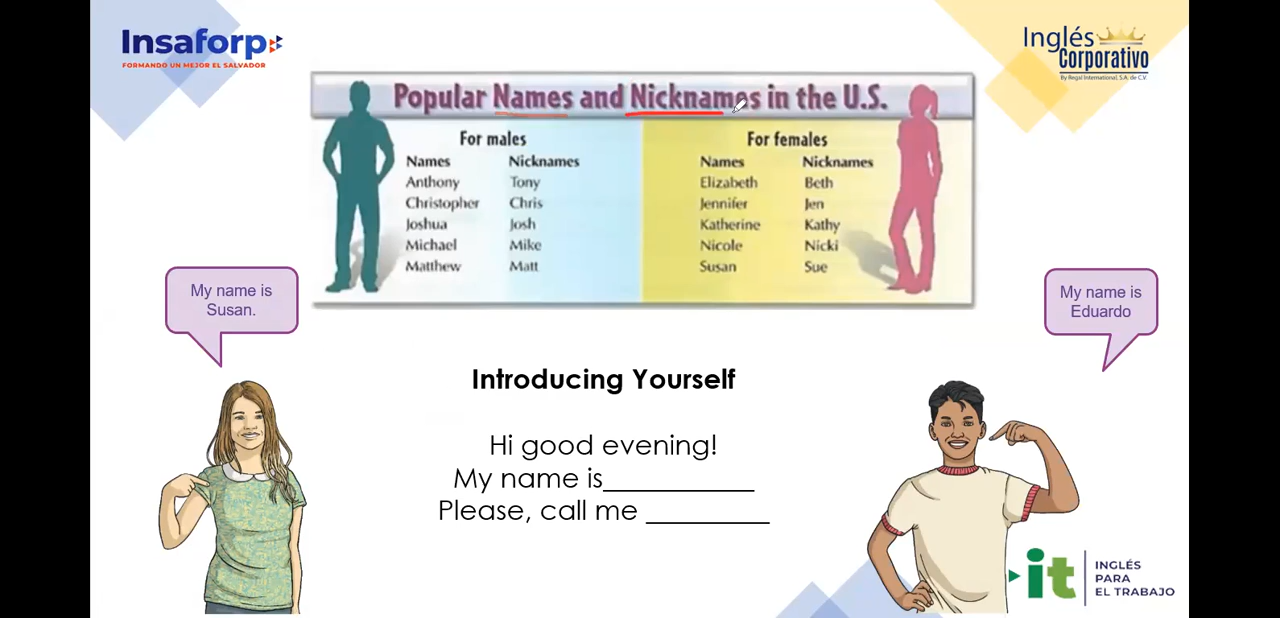 Insaforp
FORMANDO UN MEJOR EL SALVADOR
Inglés
Corporativo
By Regal International, S.A. de C.V.
Popular Names and Nicknames in the U.S.
For males
Names Nicknames
Anthony Tony
Christopher Chris
Joshua Josh
Michael Mike
Matthew Matt
For females
Names Nicknames
Elizabeth Beth
Jennifer Jen
Katherine Kathy
Nicole Nicki
Susan Sue
My name is
Susan.
My name is
Eduardo
Introducing Yourself
Hi good evening!
My name is___________
Please, call me _________
it
INGLÉS
PARA
EL TRABAJO